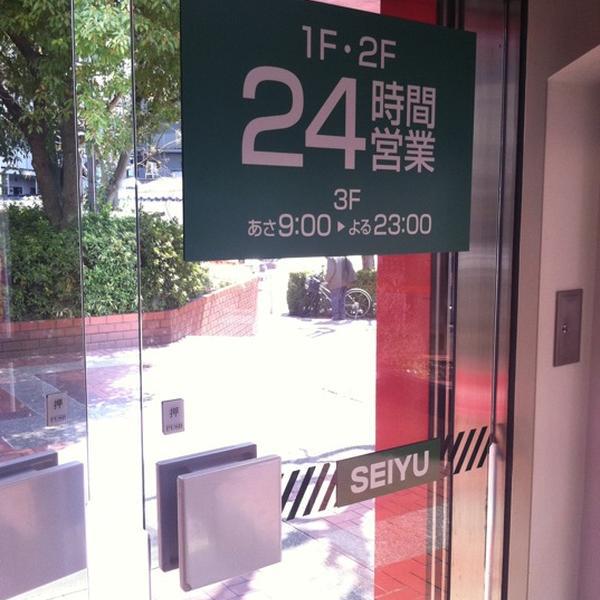 1F・2F
24時間
営業
3F
あさ9:00▶よる23:00
押
PUSH
押
PUSH
SEIYU